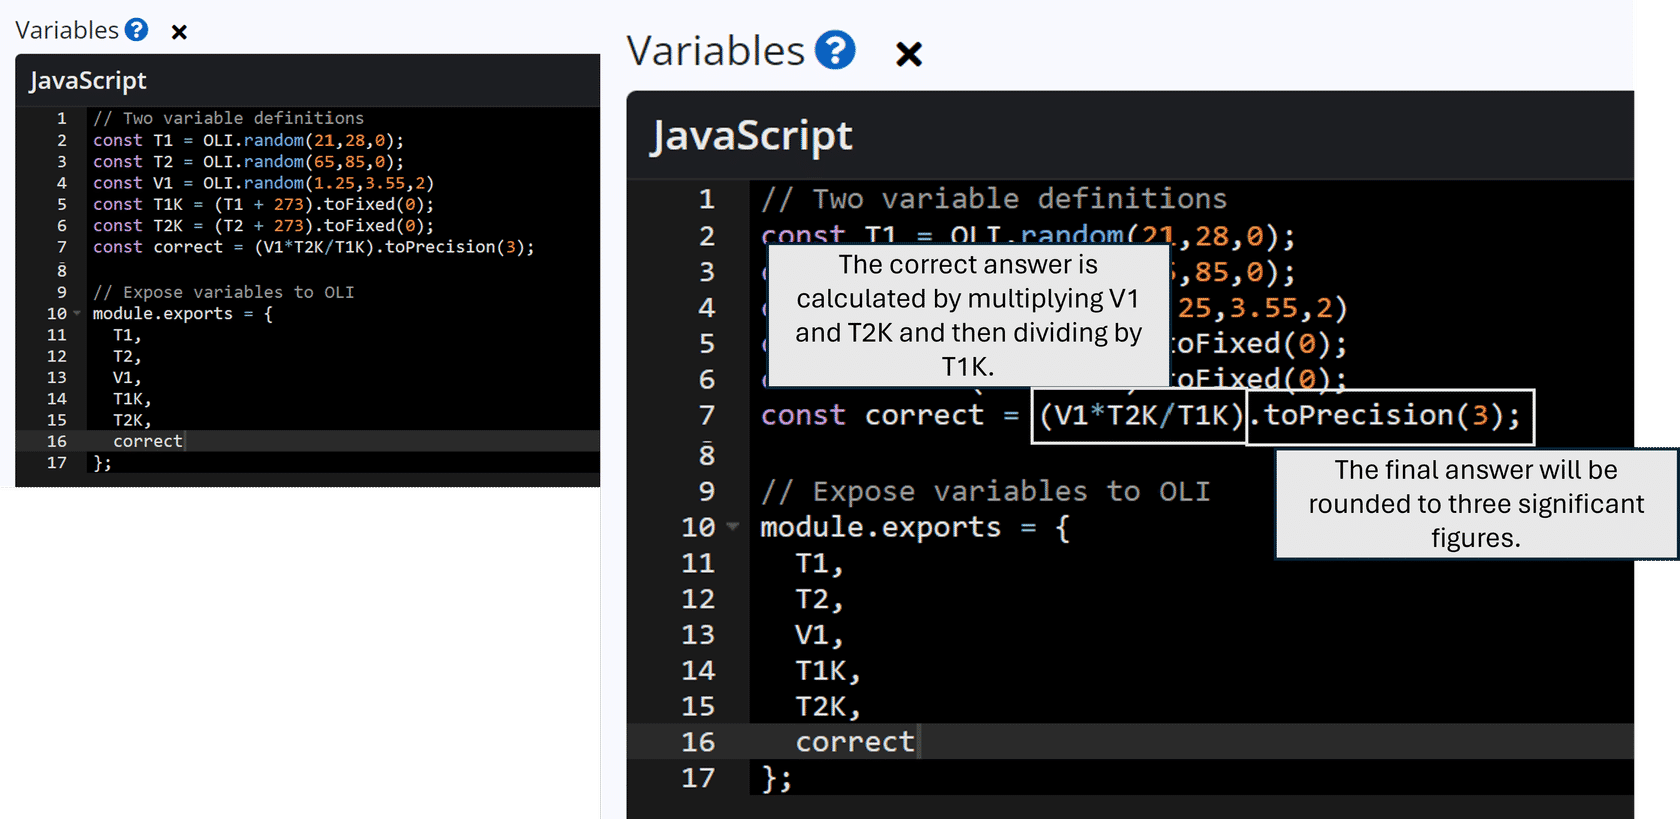 Variables ?
JavaScript
1 // Two variable definitions
2 const T1 = OLI.random(21,28,0);
3 const T2 = OLI.random(65,85,0);
4 const V1 = OLI.random(1.25,3.55,2)
5 const T1K = (T1 + 273).toFixed(0);
6 const T2K = (T2 + 273).toFixed(0);
7 const correct = (V1*T2K/T1K).toPrecision(3);
8
9 // Expose variables to OLI
10 module.exports = {
11 T1,
12 T2,
13 V1,
14 T1K,
15 T2K,
16 correct
17 };
Variables ?
JavaScript
1 // Two variable definitions
2 const T1 = OLI.random(21,28,0);
3 ,85,0);
4 25,3.55,2)
5 oFixed(0);
6 oFixed(0);
The correct answer is
calculated by multiplying V1
and T2K and then dividing by
T1K.
7 const correct = (V1*T2K/T1K).toPrecision(3);
8
The final answer will be
rounded to three significant
figures.
9 // Expose variables to OLI
10 module.exports = {
11 T1,
12 T2,
13 V1,
14 T1K,
15 T2K,
16 correct
17 };